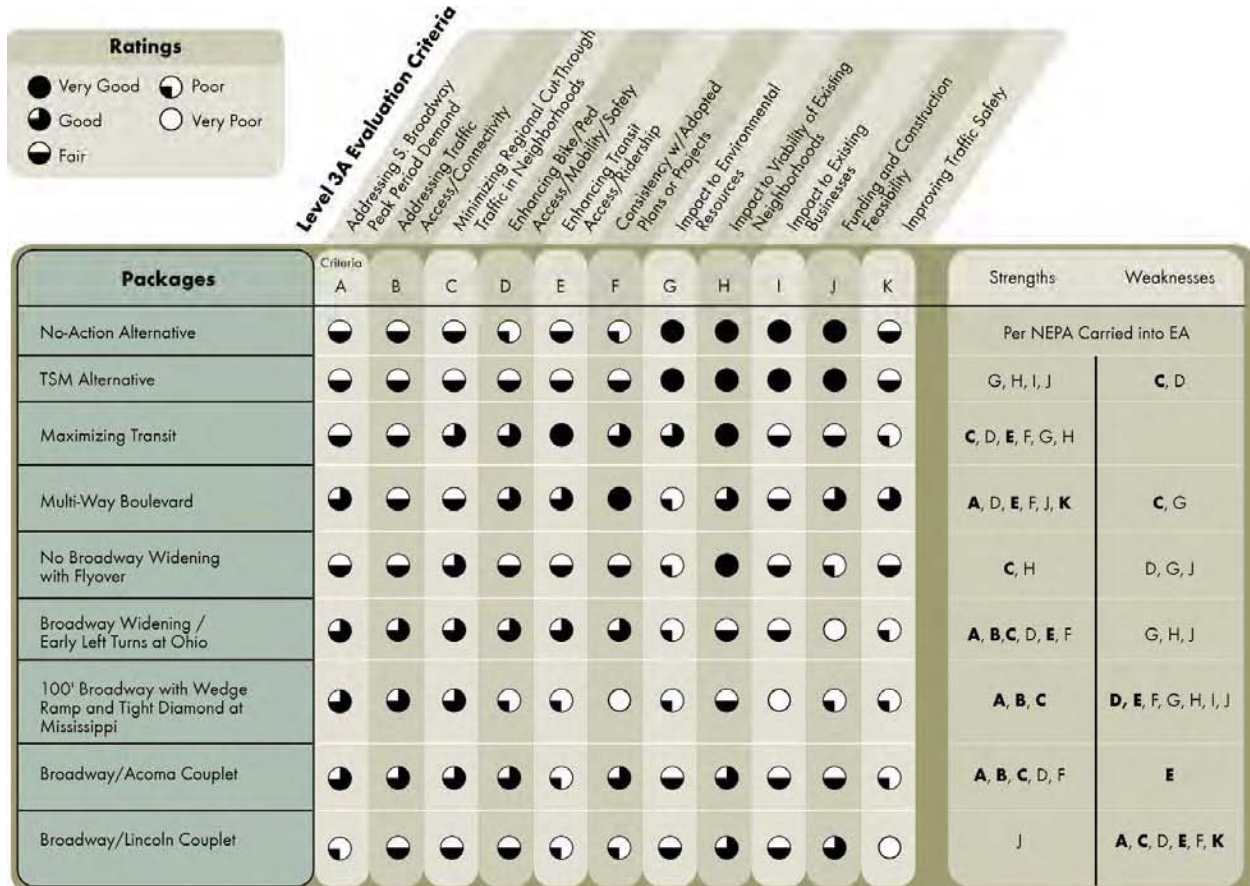 Ratings
Very Good
Poor
Good
Very Poor
Fair
Level 3A Evaluation Criteria
Addressing S. Broadway
Peak Period Demand
Addressing Traffic
Access/Connectivity
Minimizing Regional Cut-Through
Traffic in Neighborhoods
Enhancing Bike/Ped
Access/Mobility/Safety
Enhancing Transit
Access/Ridership
Consistency w/Adopted
Plans or Projects
Impact to Environmental
Resources
Impact to Viability of Existing
Neighborhoods
Impact to Existing
Businesses
Funding and Construction
Feasibility
Improving Traffic Safety
Packages
Criteria
A B C D E F G H I J K
Strengths
Weaknesses
No-Action Alternative
Per NEPA Carried into EA
TSM Alternative
G, H, I, J
C, D
Maximizing Transit
C, D, E, F, G, H
Multi-Way Boulevard
A, D, E, F, J, K
C, G
No Broadway Widening
with Flyover
C, H
D, G, J
Broadway Widening /
Early Left Turns at Ohio
A, B,C, D, E, F
G, H, J
100' Broadway with Wedge
Ramp and Tight Diamond at
Mississippi
A, B, C
D, E, F, G, H, I, J
Broadway/Acoma Couplet
A, B, C, D, F
E
Broadway/Lincoln Couplet
J
A, C, D, E, F, K